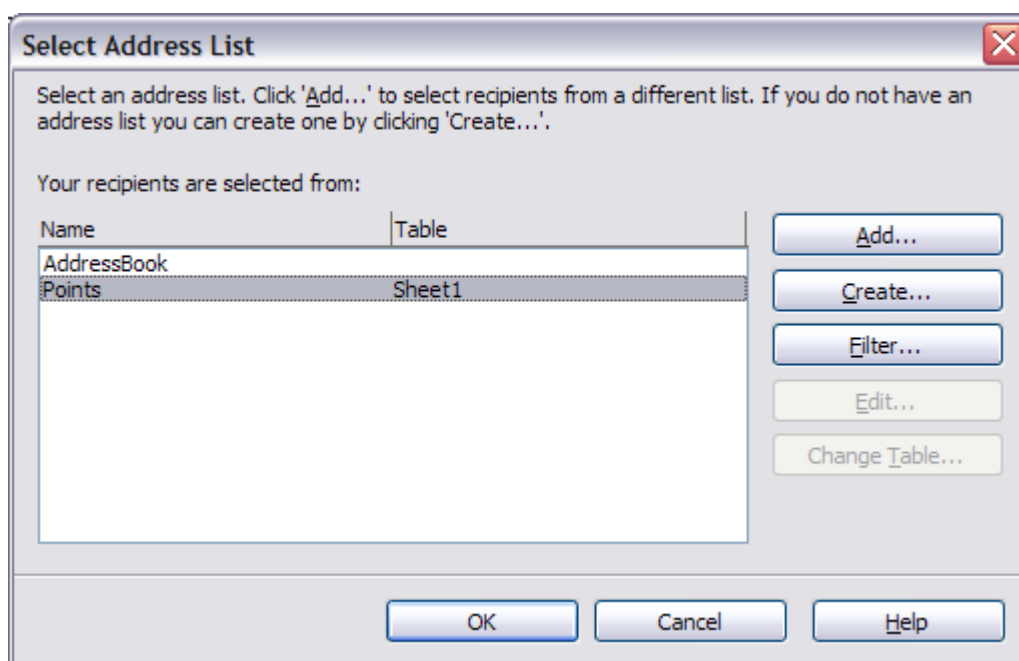 Select Address List
Select an address list. Click 'Add...' to select recipients from a different list. If you do not have an
address list you can create one by clicking 'Create...'.
Your recipients are selected from:
Name Table
AddressBook
Points Sheet1
Add...
Create...
Filter...
Edit...
Change Table...
OK Cancel Help